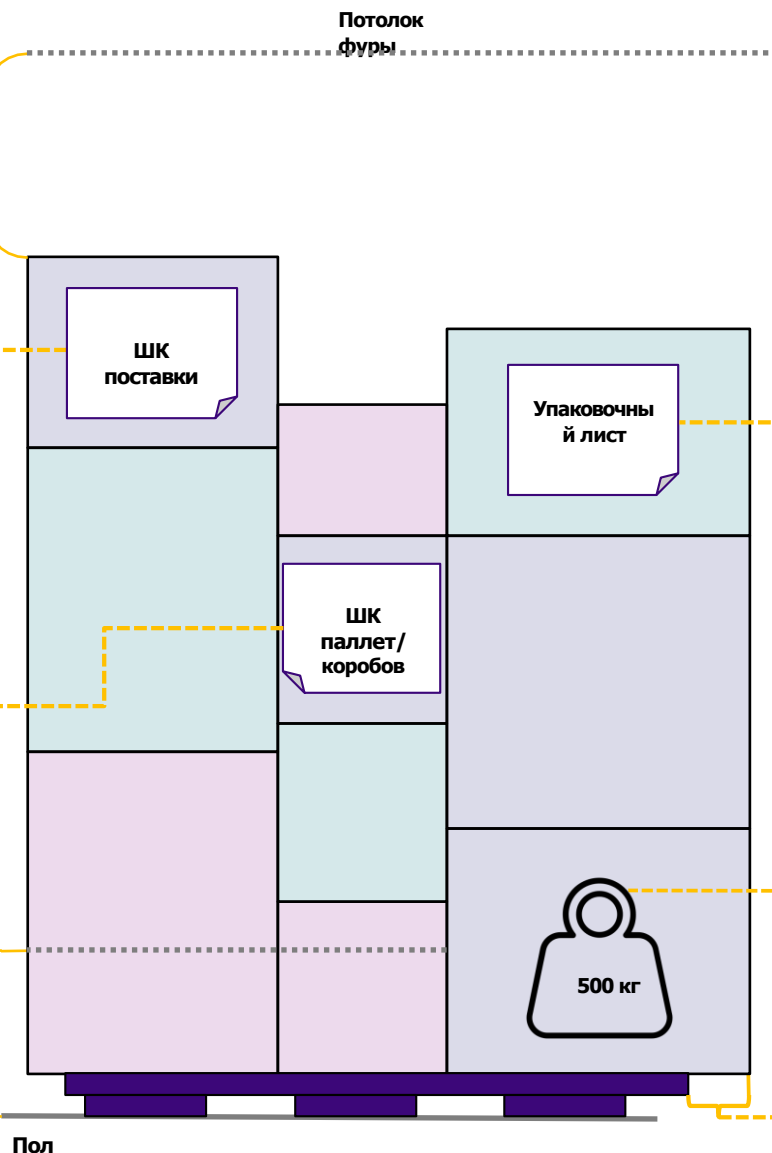 Потолок
фуры
ШК
поставки
Упаковочны
й лист
ШК
паллет/
коробов
500 кг
Пол